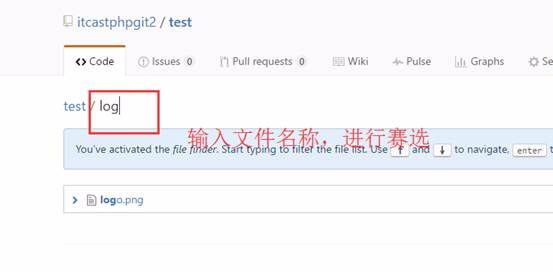 itcastphpgit2 / test
Code Issues 0 Pull requests 0 Wiki Pulse Graphs Se
test / log
输入文件名称，进行赛选
You've activated the file finder. Start typing to filter the file list. Use ↑ and ↓ to navigate, enter t
logo.png